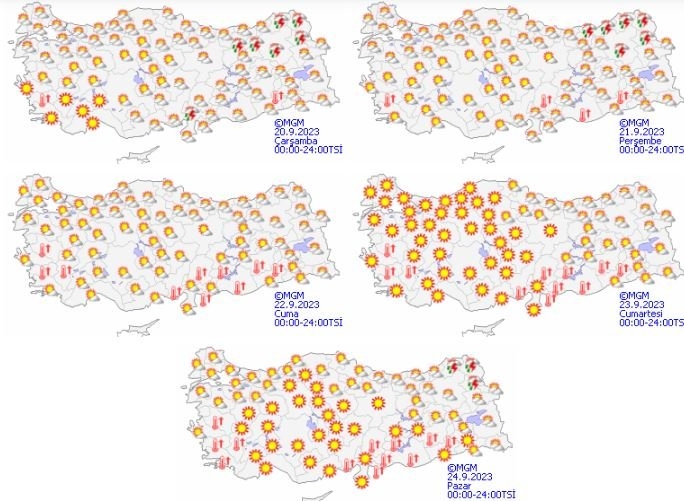 ©MGM
20.9.2023
Çarşamba
00:00-24:00TSİ
©MGM
21.9.2023
Perşembe
00:00-24:00TSİ
©MGM
22.9.2023
Cuma
00:00-24:00TSİ
©MGM
23.9.2023
Cumartesi
00:00-24:00TSİ
©MGM
24.9.2023
Pazar
00:00-24:00TSİ